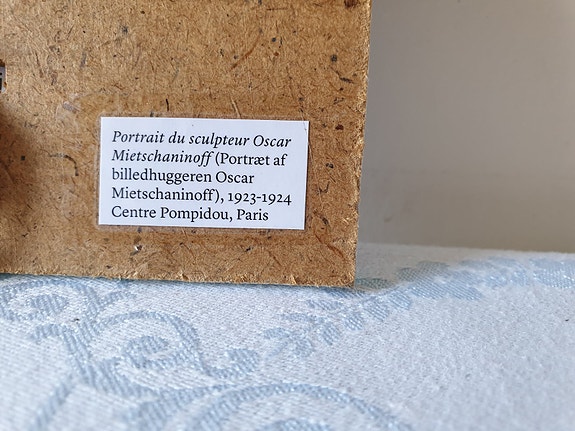 Portrait du sculpteur Oscar
Mietschaninoff (Portræt af
billedhuggeren Oscar
Mietschaninoff), 1923-1924
Centre Pompidou, Paris